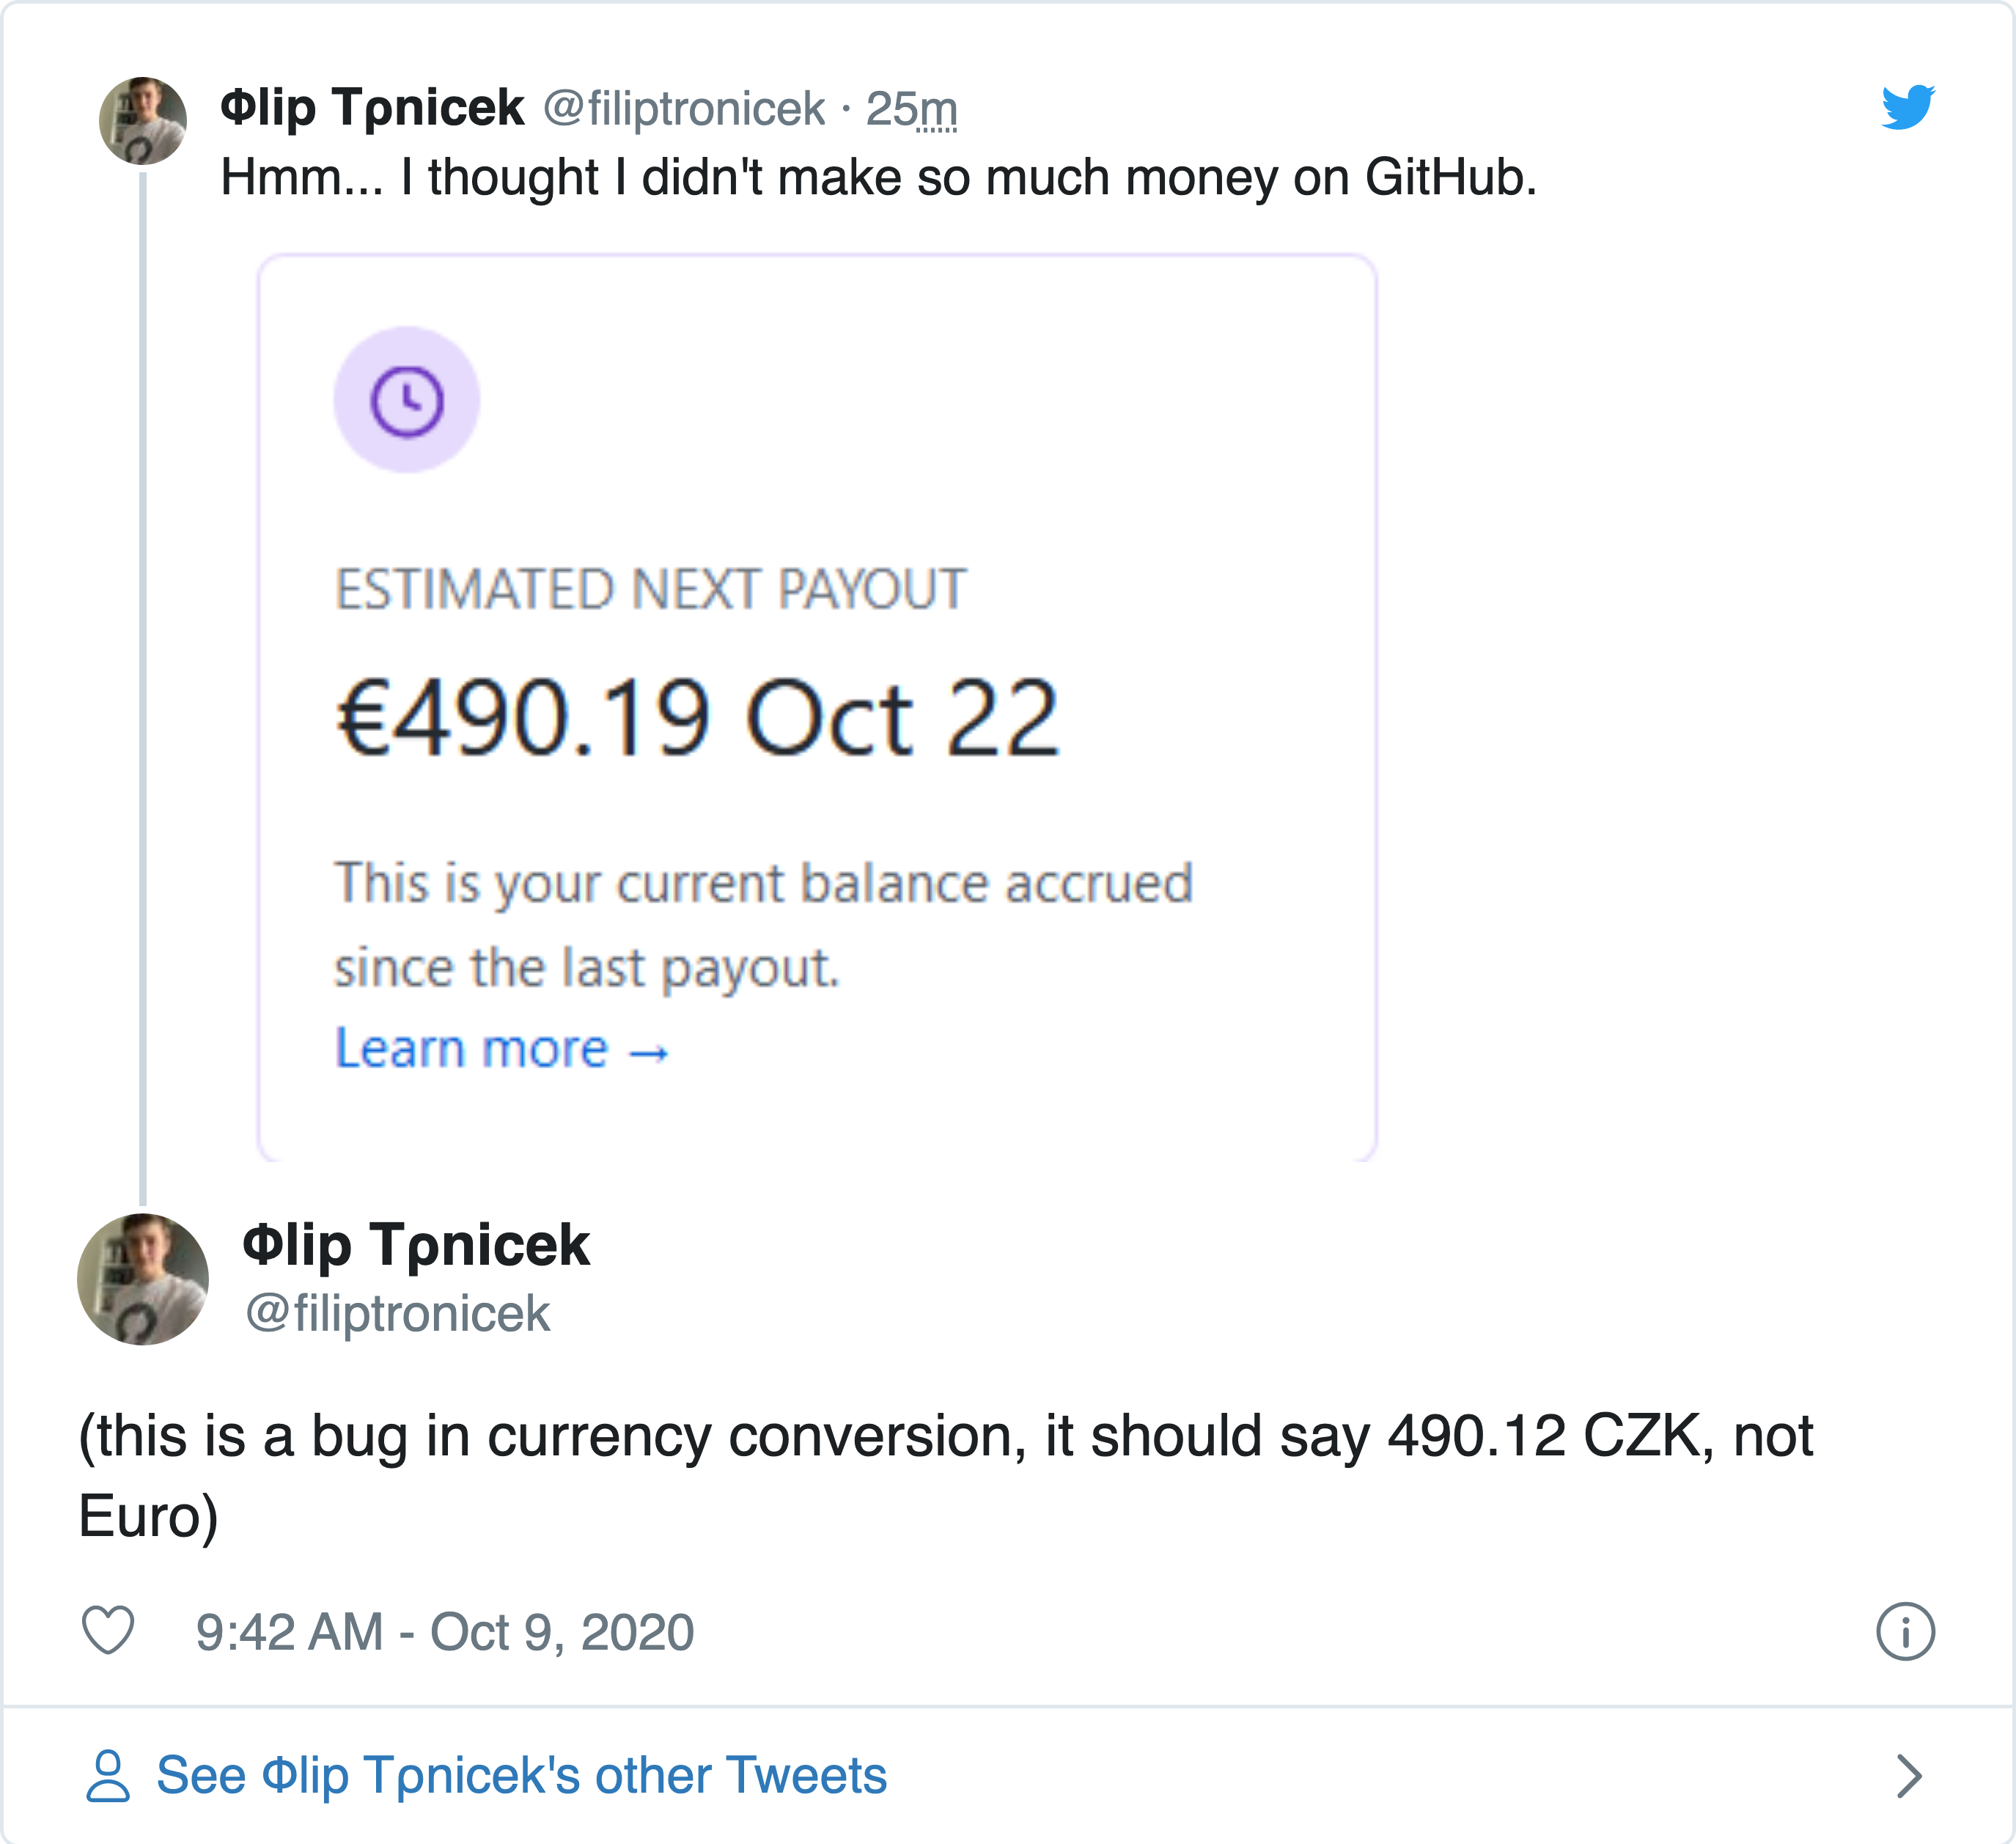 Φlip Tρnicek @filiptronicek · 25m
Hmm... I thought I didn't make so much money on GitHub.
ESTIMATED NEXT PAYOUT
€490.19 Oct 22
This is your current balance accrued
since the last payout.
Learn more →
Φlip Tρnicek
@filiptronicek
(this is a bug in currency conversion, it should say 490.12 CZK, not
Euro)
9:42 AM - Oct 9, 2020
See Φlip Tρnicek's other Tweets